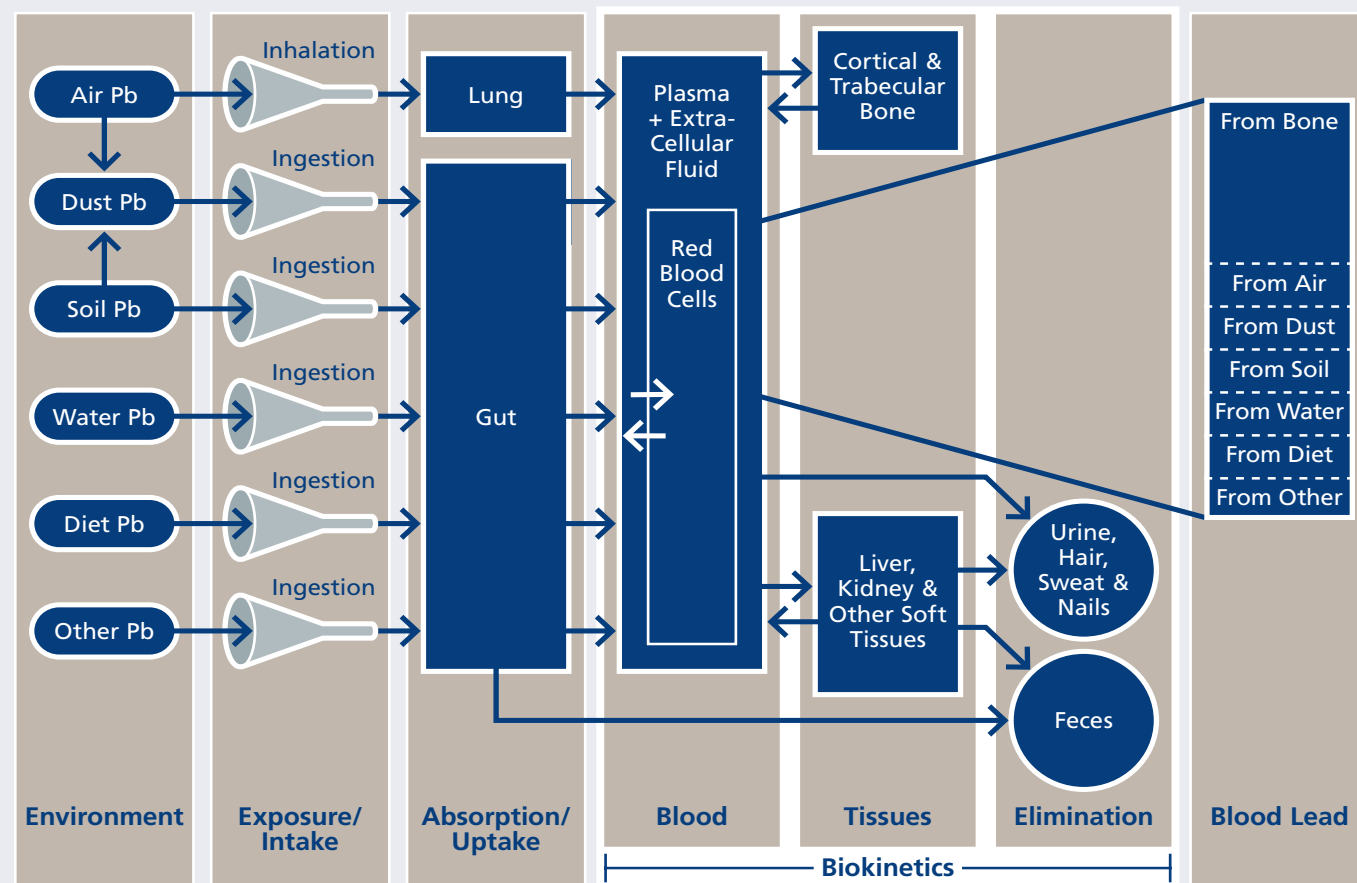 Air Pb
Dust Pb
Soil Pb
Water Pb
Diet Pb
Other Pb
Environment
Inhalation
Ingestion
Ingestion
Ingestion
Ingestion
Ingestion
Exposure/
Intake
Lung
Gut
Absorption/
Uptake
Plasma
+ Extra-
Cellular
Fluid
Red
Blood
Cells
Blood
Cortical &
Trabecular
Bone
Liver,
Kidney &
Other Soft
Tissues
Tissues
Urine,
Hair,
Sweat &
Nails
Feces
Elimination
Biokinetics
From Bone
From Air
From Dust
From Soil
From Water
From Diet
From Other
Blood Lead